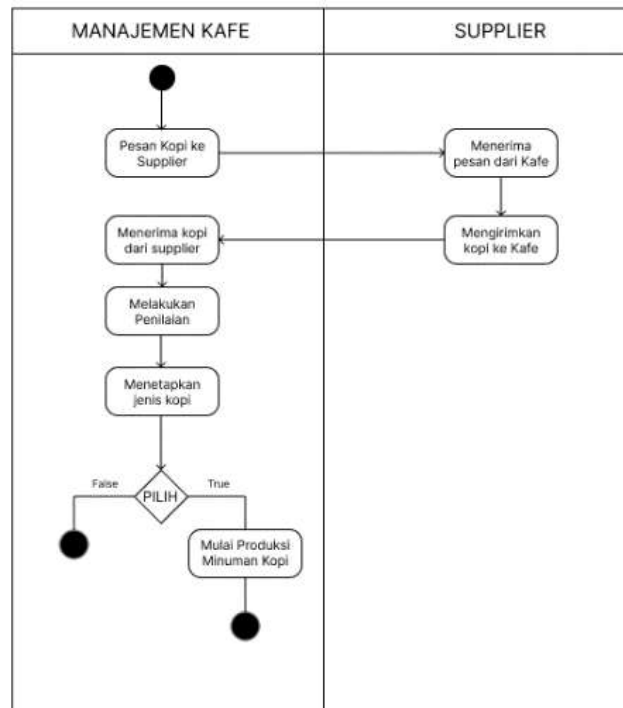 MANAJEMEN KAFE
SUPPLIER
Pesan Kopi ke
Supplier
Menerima
pesan dari Kafe
Menerima kopi
dari supplier
Mengirimkan
kopi ke Kafe
Melakukan
Penilaian
Menetapkan
jenis kopi
False
PILIH
True
Mulai Produksi
Minuman Kopi